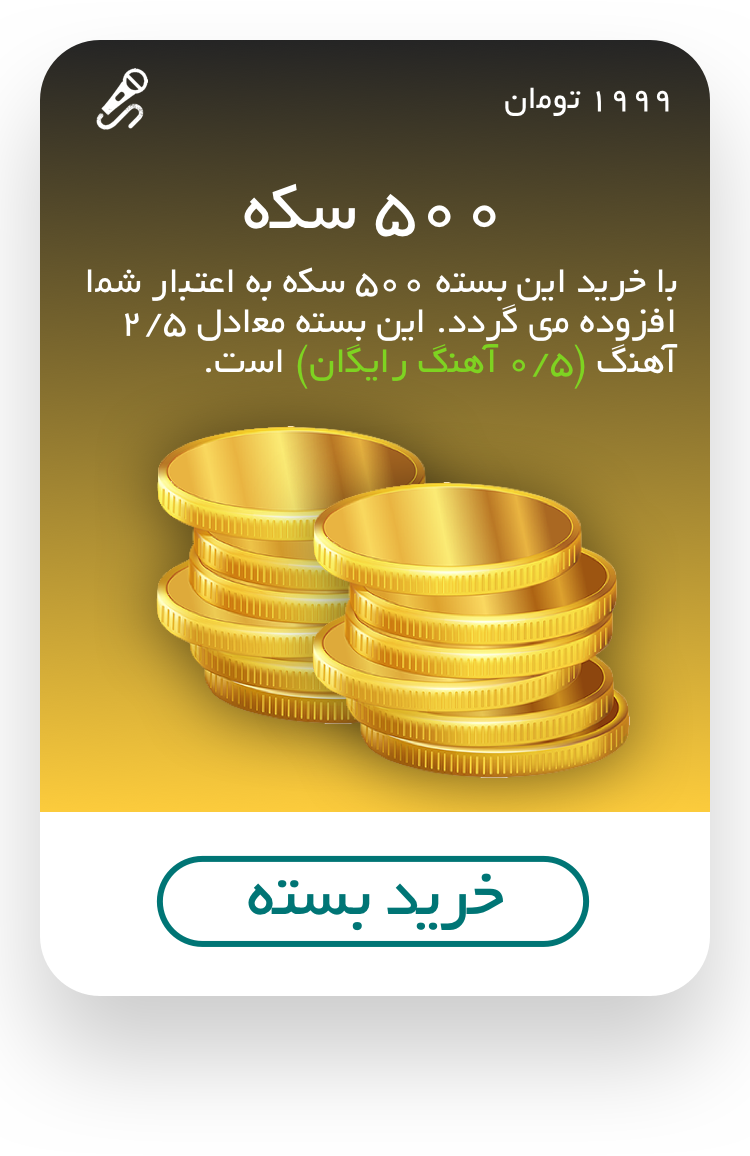 ۱۹۹۹ تومان
۵۰۰ سکه
با خرید این بسته ۵۰۰ سکه به اعتبار شما
افزوده می گردد. این بسته معادل ۲/۵
آهنگ (۰/۵ آهنگ رایگان) است.
خرید بسته